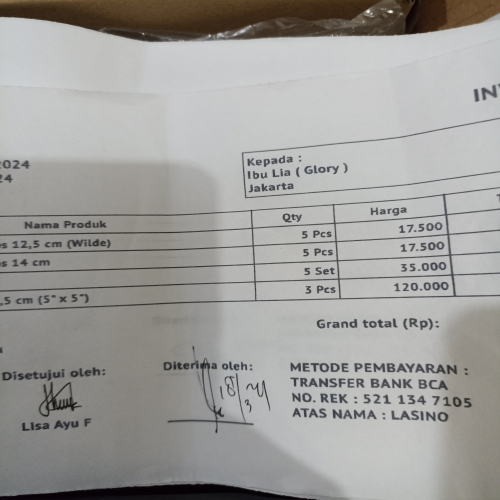 IN
2024
24
Kepada :
Ibu Lia ( Glory )
Jakarta
Nama Produk Qty Harga
s 12,5 cm (Wilde) 5 Pcs 17.500
s 14 cm 5 Pcs 17.500
5 Set 35.000
,5 cm (5" x 5") 3 Pcs 120.000
Grand total (Rp):
Disetujui oleh:
Lisa Ayu F
Diterima oleh:
18/3 24
METODE PEMBAYARAN :
TRANSFER BANK BCA
NO. REK : 521 134 7105
ATAS NAMA : LASINO